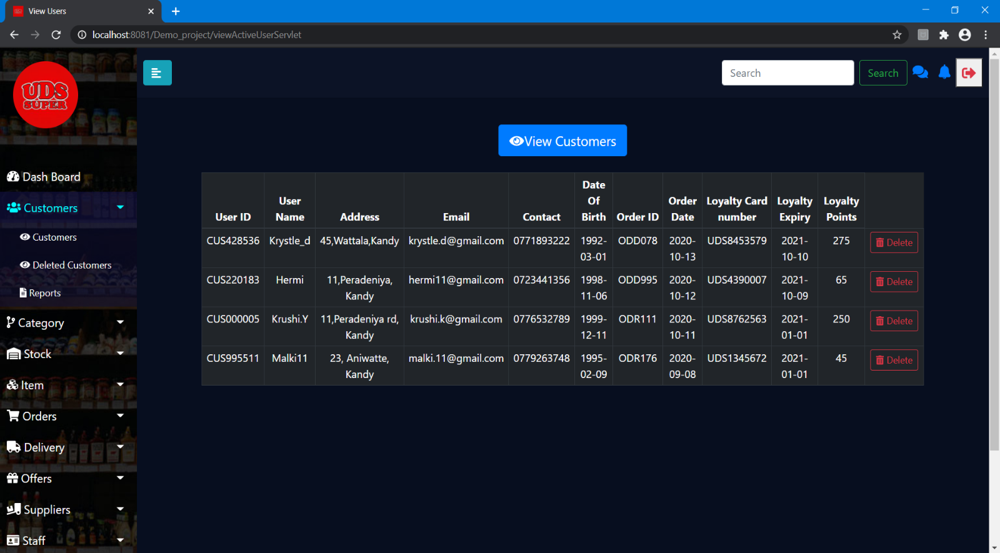 View Users
localhost:8081/Demo_project/viewActiveUserServlet
UDS
SUPER
Search
Search
Dash Board
Customers
Customers
Deleted Customers
Reports
Category
Stock
Item
Orders
Delivery
Offers
Suppliers
Staff
View Customers
User ID User Name Address Email Contact Date Of Birth Order ID Order Date Loyalty Card number Loyalty Expiry Loyalty Points
CUS428536 Krystle_d 45,Wattala,Kandy krystle.d@gmail.com 0771893222 1992-03-01 ODD078 2020-10-13 UDS8453579 2021-10-10 275 Delete
CUS220183 Hermi 11,Peradeniya, Kandy hermi11@gmail.com 0723441356 1998-11-06 ODD995 2020-10-12 UDS4390007 2021-10-09 65 Delete
CUS000005 Krushi.Y 11,Peradeniya rd, Kandy krushi.k@gmail.com 0776532789 1999-12-11 ODR111 2020-10-11 UDS8762563 2021-01-01 250 Delete
CUS995511 Malki11 23, Aniwatte, Kandy malki.11@gmail.com 0779263748 1995-02-09 ODR176 2020-09-08 UDS1345672 2021-01-01 45 Delete